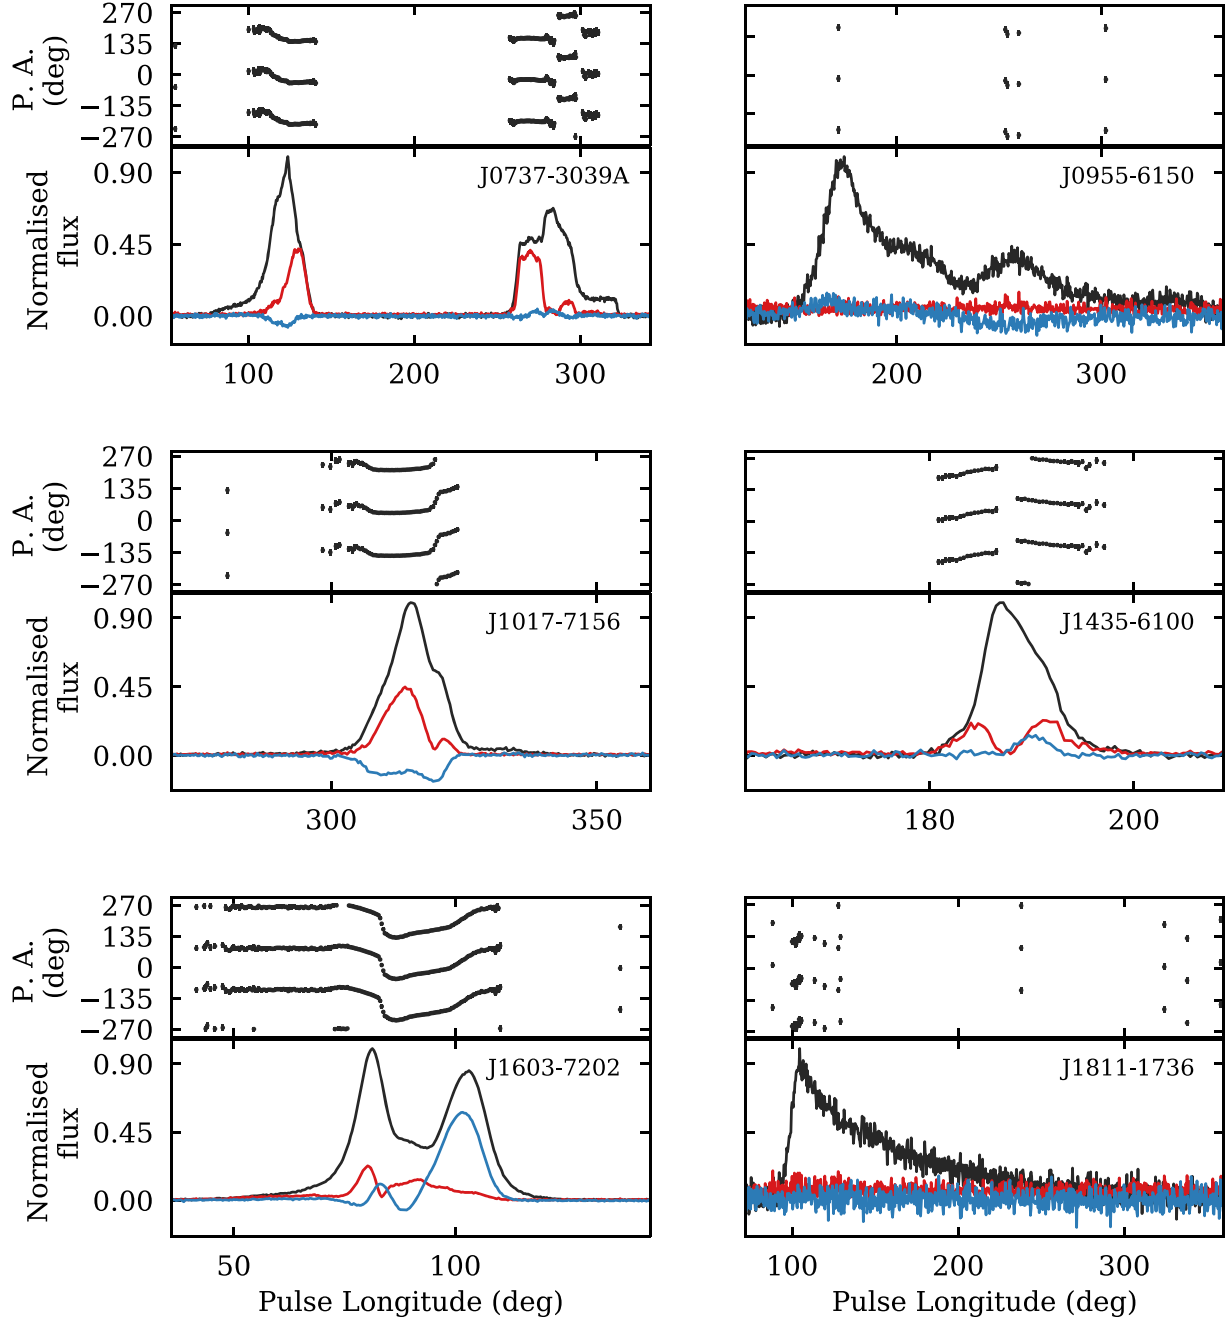 P. A.
(deg)
270
135
0
−135
−270
Normalised
flux
0.90
0.45
0.00
J0737-3039A
100
200
300
J0955-6150
200
300
P. A.
(deg)
270
135
0
−135
−270
Normalised
flux
0.90
0.45
0.00
J1017-7156
300
350
J1435-6100
180
200
P. A.
(deg)
270
135
0
−135
−270
Normalised
flux
0.90
0.45
0.00
J1603-7202
50
100
Pulse Longitude (deg)
J1811-1736
100
200
300
Pulse Longitude (deg)